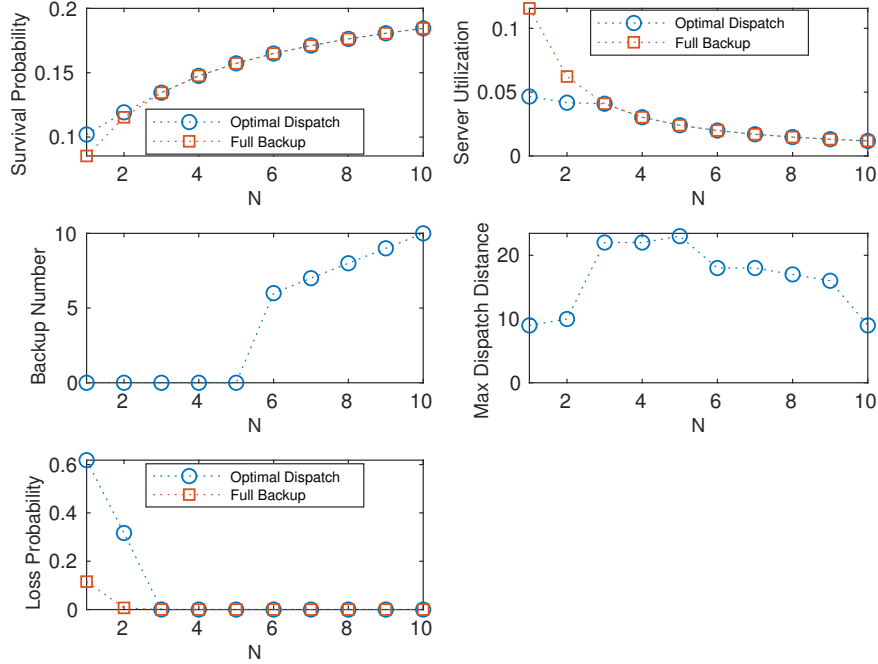 0.2
0.15
0.1
Survival Probability
Optimal Dispatch
Full Backup
2 4 6 8 10
N
0.1
0.05
0
Server Utilization
Optimal Dispatch
Full Backup
2 4 6 8 10
N
10
5
0
Backup Number
2 4 6 8 10
N
20
10
0
Max Dispatch Distance
2 4 6 8 10
N
0.6
0.4
0.2
0
Loss Probability
Optimal Dispatch
Full Backup
2 4 6 8 10
N